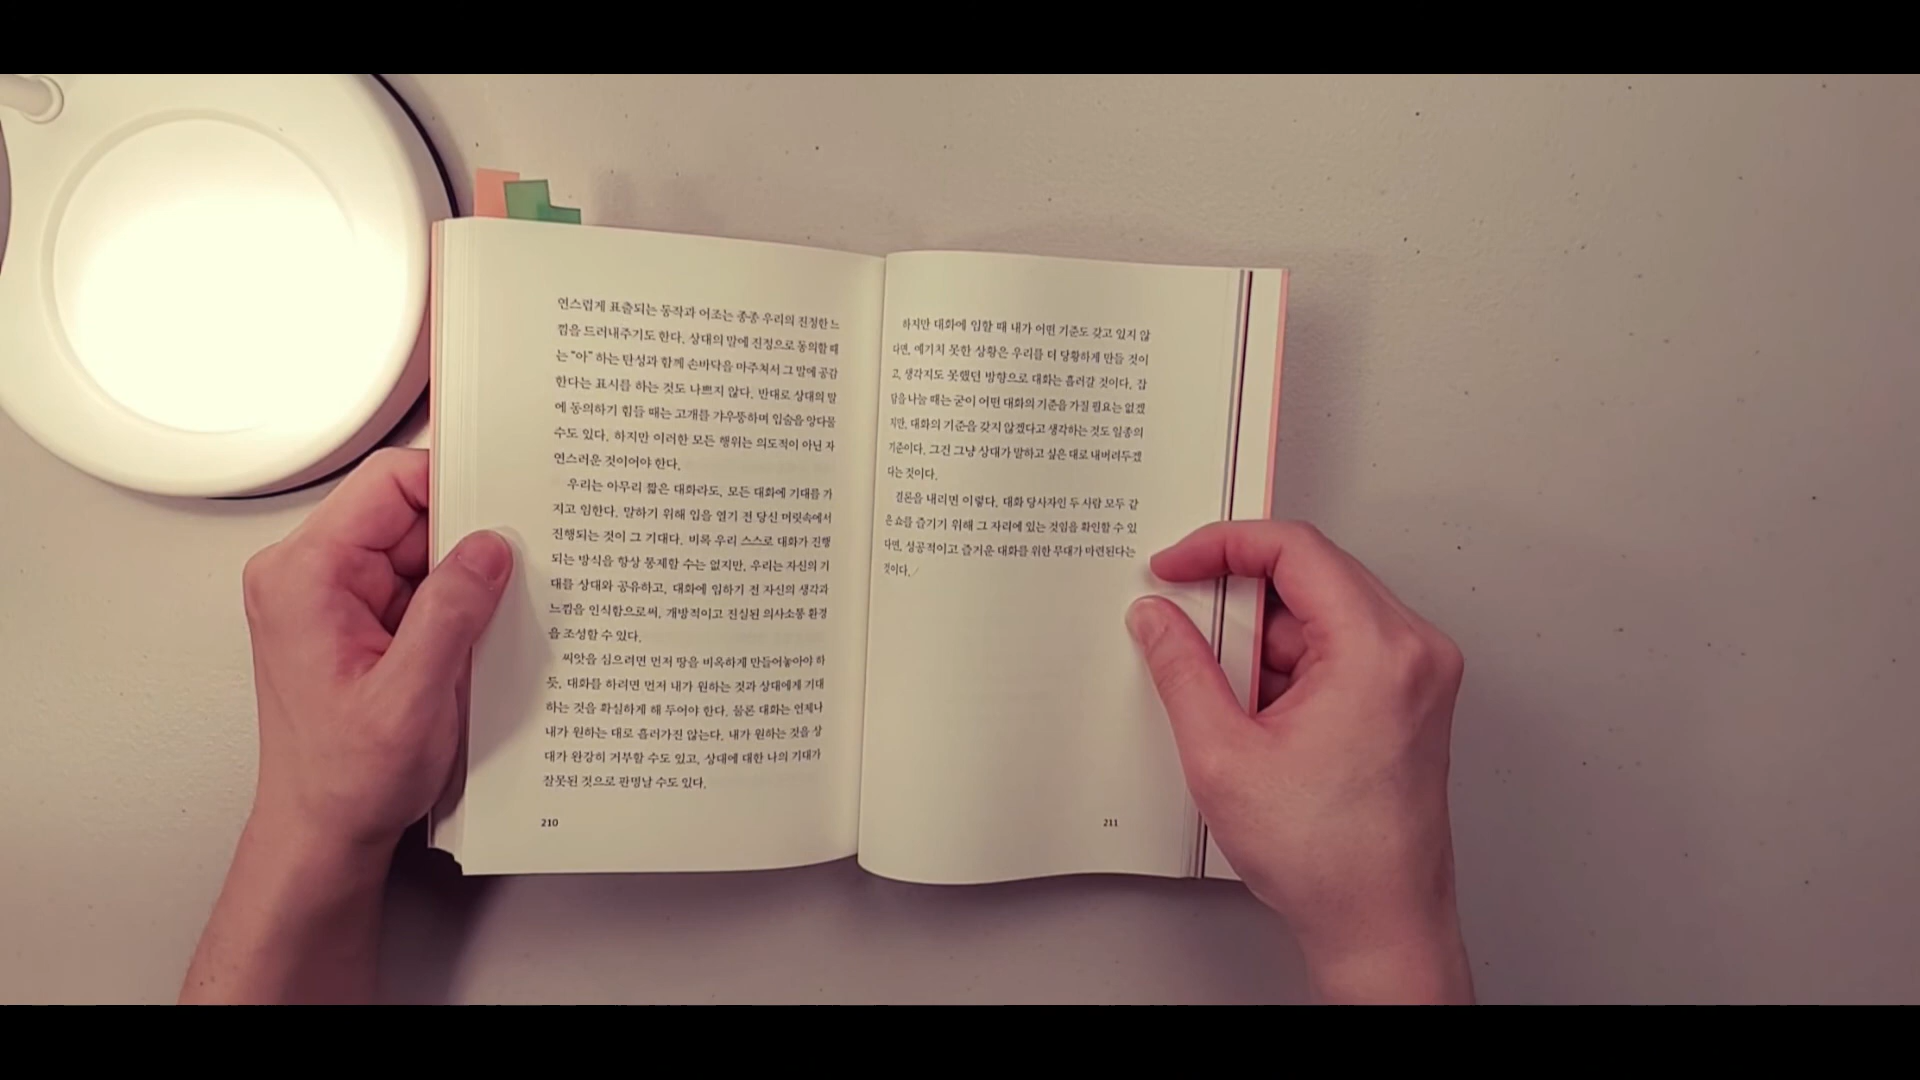 연스럽게 표출되는 동작과 어조는 종종 우리의 진정한 느
낌을 드러내주기도 한다. 상대의 말에 진정으로 동의할 때
는 “아” 하는 탄성과 함께 손바닥을 마주쳐서 그 말에 공감
한다는 표시를 하는 것도 나쁘지 않다. 반대로 상대의 말
에 동의하기 힘들 때는 고개를 갸우뚱하며 입술을 앙다물
수도 있다. 하지만 이러한 모든 행위는 의도적이 아닌 자
연스러운 것이어야 한다.
우리는 아무리 짧은 대화라도, 모든 대화에 기대를 가
지고 임한다. 말하기 위해 입을 열기 전 당신 머릿속에서
진행되는 것이 그 기대다. 비록 우리 스스로 대화가 진행
되는 방식을 항상 통제할 수는 없지만, 우리는 자신의 기
대를 상대와 공유하고, 대화에 임하기 전 자신의 생각과
느낌을 인식함으로써, 개방적이고 진실된 의사소통 환경
을 조성할 수 있다.
씨앗을 심으려면 먼저 땅을 비옥하게 만들어놓아야 하
듯, 대화를 하려면 먼저 내가 원하는 것과 상대에게 기대
하는 것을 확실하게 해 두어야 한다. 물론 대화는 언제나
내가 원하는 대로 흘러가진 않는다. 내가 원하는 것을 상
대가 완강히 거부할 수도 있고, 상대에 대한 나의 기대가
잘못된 것으로 판명날 수도 있다.
210
하지만 대화에 임할 때 내가 어떤 기준도 갖고 있지 않
다면, 예기치 못한 상황은 우리를 더 당황하게 만들 것이
고, 생각지도 못했던 방향으로 대화는 흘러갈 것이다. 잡
담을 나눌 때는 굳이 어떤 대화의 기준을 가질 필요는 없겠
지만, 대화의 기준을 갖지 않겠다고 생각하는 것도 일종의
기준이다. 그건 그냥 상대가 말하고 싶은 대로 내버려두겠
다는 것이다.
결론을 내리면 이렇다. 대화 당사자인 두 사람 모두 같
은 쇼를 즐기기 위해 그 자리에 있는 것임을 확인할 수 있
다면, 성공적이고 즐거운 대화를 위한 무대가 마련된다는
것이다. /
211